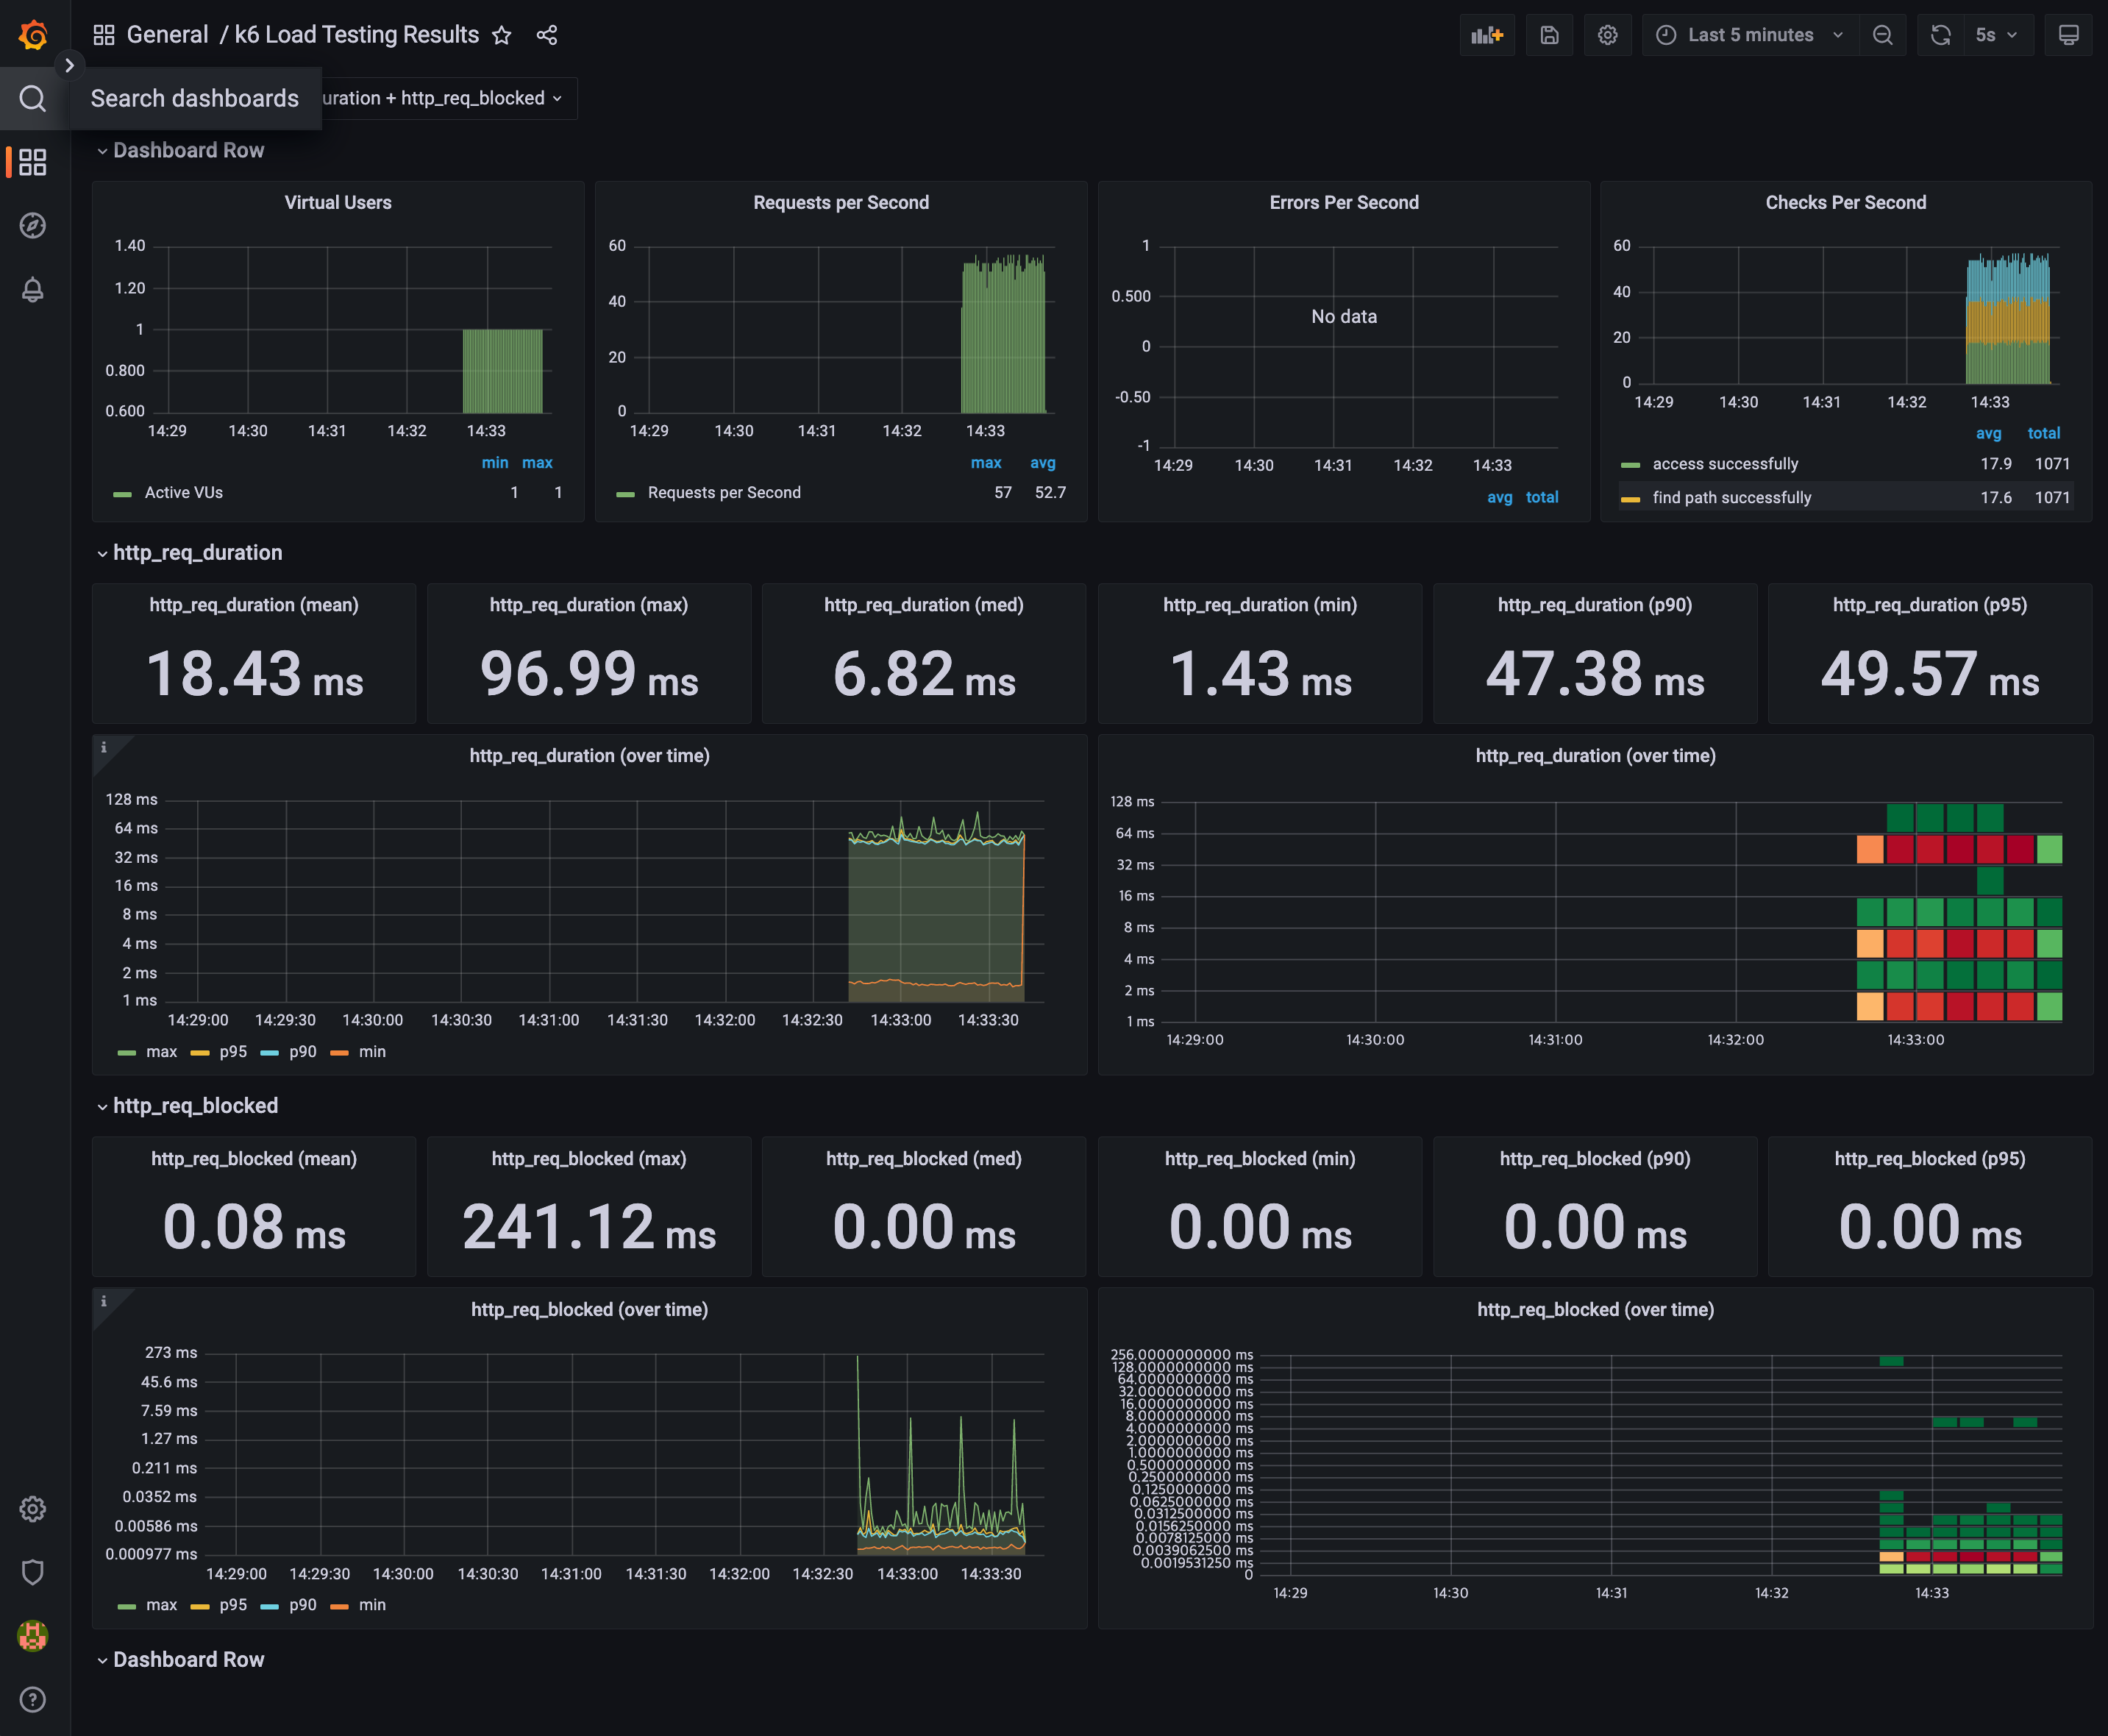 General / k6 Load Testing Results
Last 5 minutes
5s
Search dashboards
uration + http_req_blocked
Dashboard Row
Virtual Users
1.40
1.20
1
0.800
0.600
14:29 14:30 14:31 14:32 14:33
min max
Active VUs 1 1
Requests per Second
60
40
20
0
14:29 14:30 14:31 14:32 14:33
max avg
Requests per Second 57 52.7
Errors Per Second
1
0.500
0
-0.50
-1
No data
14:29 14:30 14:31 14:32 14:33
avg total
Checks Per Second
60
40
20
0
14:29 14:30 14:31 14:32 14:33
avg total
access successfully 17.9 1071
find path successfully 17.6 1071
http_req_duration
http_req_duration (mean)
18.43 ms
http_req_duration (max)
96.99 ms
http_req_duration (med)
6.82 ms
http_req_duration (min)
1.43 ms
http_req_duration (p90)
47.38 ms
http_req_duration (p95)
49.57 ms
i
http_req_duration (over time)
128 ms
64 ms
32 ms
16 ms
8 ms
4 ms
2 ms
1 ms
14:29:00 14:29:30 14:30:00 14:30:30 14:31:00 14:31:30 14:32:00 14:32:30 14:33:00 14:33:30
max p95 p90 min
http_req_duration (over time)
128 ms
64 ms
32 ms
16 ms
8 ms
4 ms
2 ms
1 ms
14:29:00 14:30:00 14:31:00 14:32:00 14:33:00
http_req_blocked
http_req_blocked (mean)
0.08 ms
http_req_blocked (max)
241.12 ms
http_req_blocked (med)
0.00 ms
http_req_blocked (min)
0.00 ms
http_req_blocked (p90)
0.00 ms
http_req_blocked (p95)
0.00 ms
i
http_req_blocked (over time)
273 ms
45.6 ms
7.59 ms
1.27 ms
0.211 ms
0.0352 ms
0.00586 ms
0.000977 ms
14:29:00 14:29:30 14:30:00 14:30:30 14:31:00 14:31:30 14:32:00 14:32:30 14:33:00 14:33:30
max p95 p90 min
http_req_blocked (over time)
256.0000000000 ms
128.0000000000 ms
64.0000000000 ms
32.0000000000 ms
16.0000000000 ms
8.0000000000 ms
4.0000000000 ms
2.0000000000 ms
1.0000000000 ms
0.5000000000 ms
0.2500000000 ms
0.1250000000 ms
0.0625000000 ms
0.0312500000 ms
0.0156250000 ms
0.0078125000 ms
0.0039062500 ms
0.0019531250 ms
0
14:29 14:30 14:31 14:32 14:33
Dashboard Row